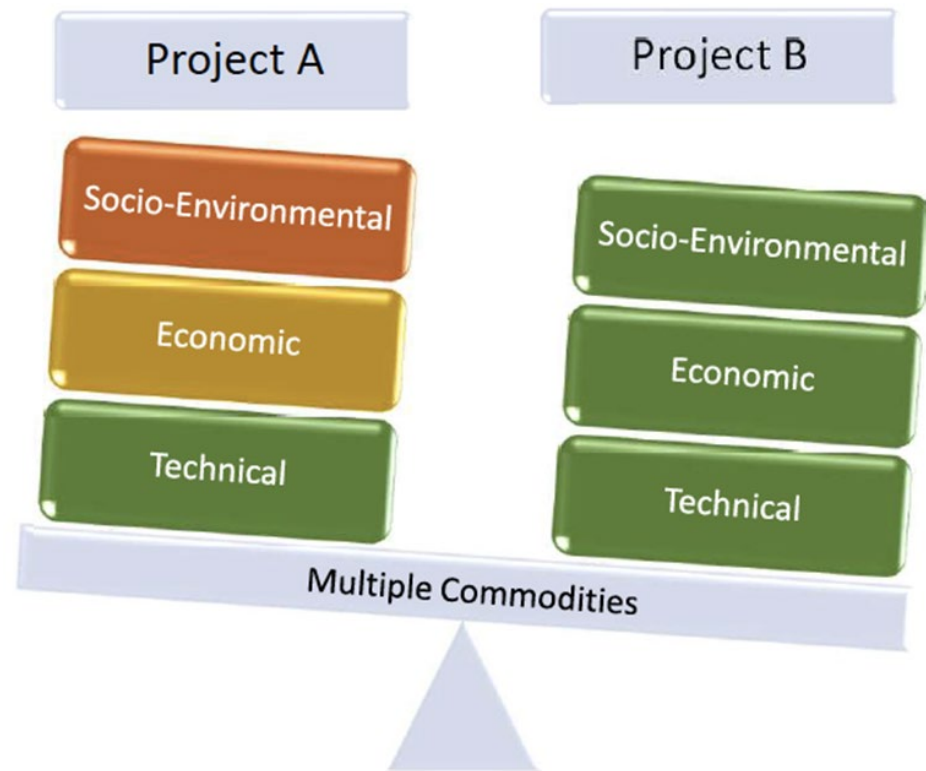 Project A
Project B
Socio-Environmental
Economic
Technical
Socio-Environmental
Economic
Technical
Multiple Commodities